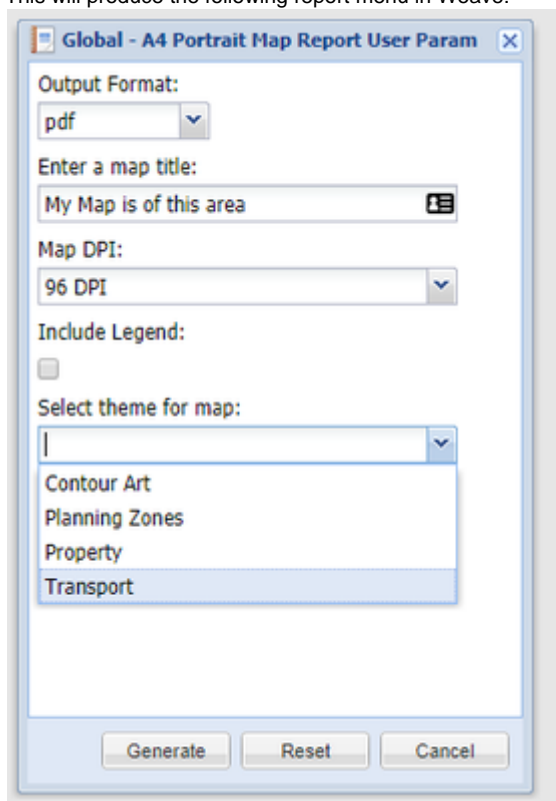 This will produce the following report menu in Weave:
Global - A4 Portrait Map Report User Param
Output Format:
pdf
Enter a map title:
My Map is of this area
Map DPI:
96 DPI
Include Legend:
Select theme for map:
Contour Art
Planning Zones
Property
Transport
Generate Reset Cancel